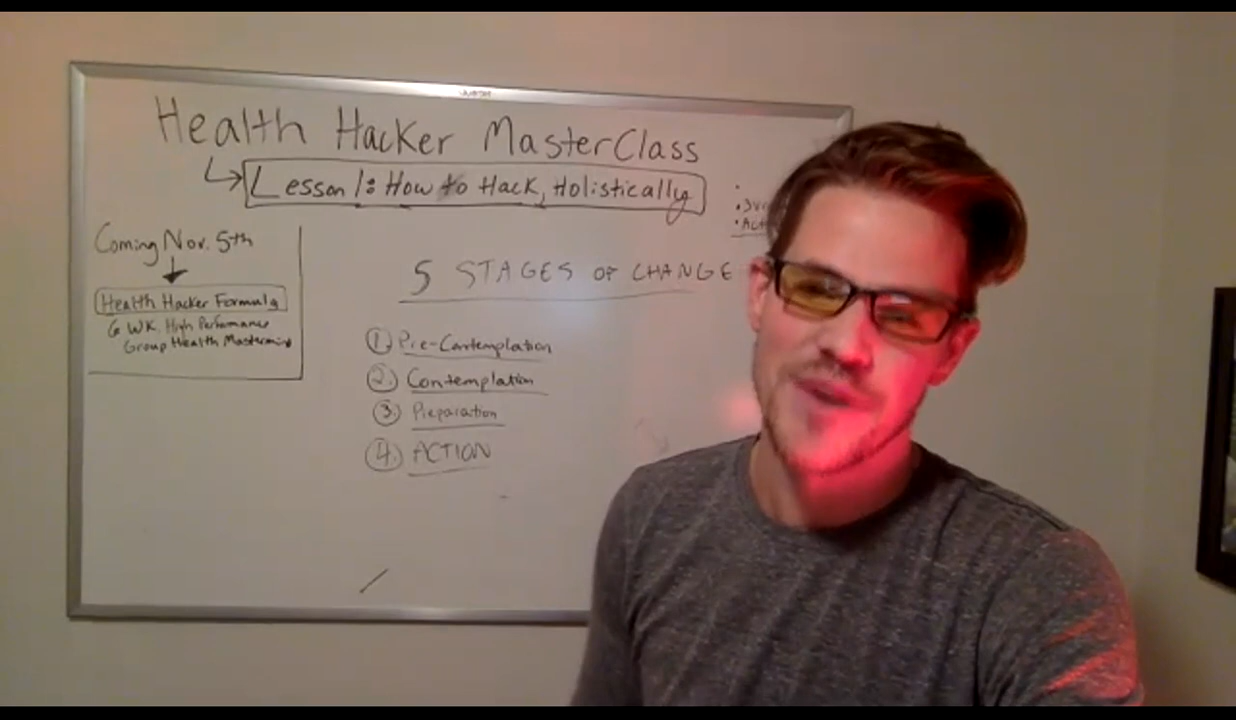 Health Hacker MasterClass
Lesson 1: How to Hack, Holistically
Coming Nov. 5th
Health Hacker Formula
6 WK. High Performance
Group Health Mastermind
5 STAGES OF CHANGE
1. Pre-Contemplation
2. Contemplation
3. Preparation
4. ACTION